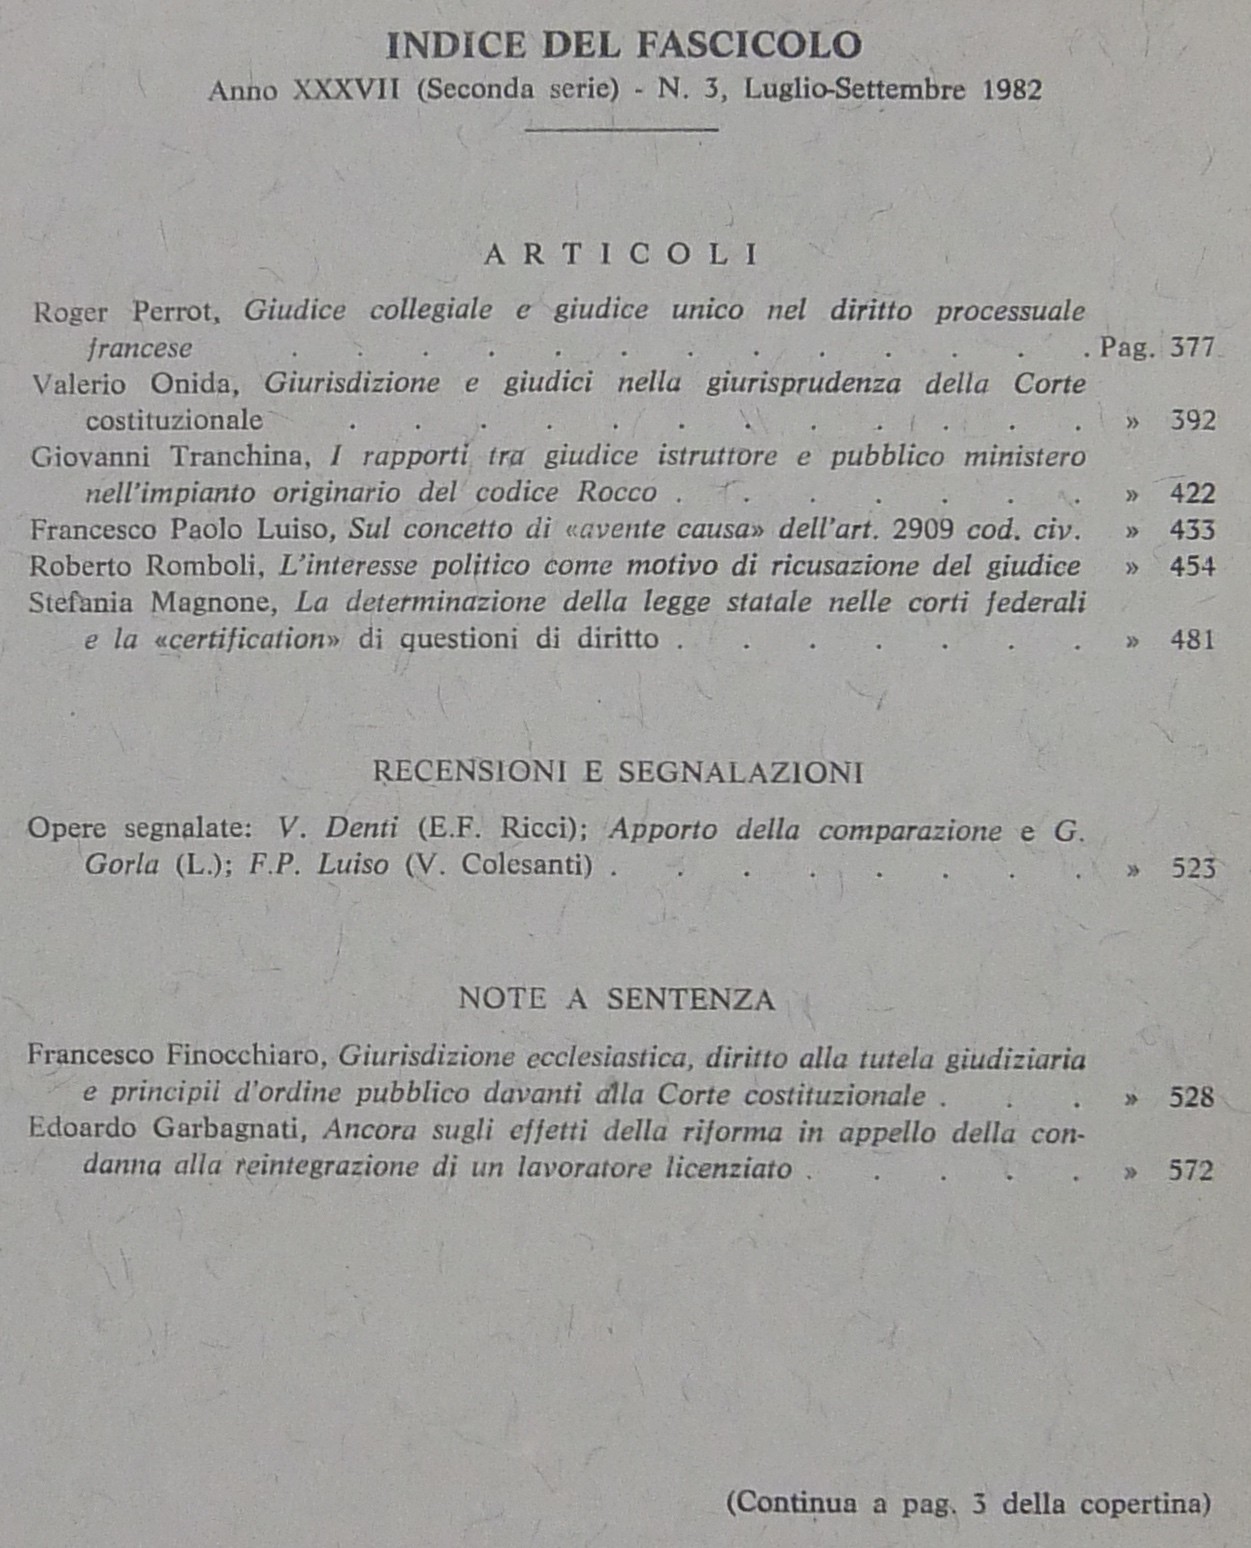 INDICE DEL FASCICOLO
Anno XXXVII (Seconda serie) - N. 3, Luglio-Settembre 1982
ARTICOLI
Roger Perrot, Giudice collegiale e giudice unico nel diritto processuale
francese . . . . . . . . . . . . . Pag. 377
Valerio Onida, Giurisdizione e giudici nella giurisprudenza della Corte
costituzionale . . . . . . . . . . . . » 392
Giovanni Tranchina, I rapporti tra giudice istruttore e pubblico ministero
nell'impianto originario del codice Rocco . . . . . . . » 422
Francesco Paolo Luiso, Sul concetto di «avente causa» dell'art. 2909 cod. civ. » 433
Roberto Romboli, L'interesse politico come motivo di ricusazione del giudice » 454
Stefania Magnone, La determinazione della legge statale nelle corti federali
e la «certification» di questioni di diritto . . . . . . . » 481
RECENSIONI E SEGNALAZIONI
Opere segnalate: V. Denti (E.F. Ricci); Apporto della comparazione e G.
Gorla (L.); F.P. Luiso (V. Colesanti) . . . . . . . . » 523
NOTE A SENTENZA
Francesco Finocchiaro, Giurisdizione ecclesiastica, diritto alla tutela giudiziaria
e principii d'ordine pubblico davanti alla Corte costituzionale . . . » 528
Edoardo Garbagnati, Ancora sugli effetti della riforma in appello della con-
danna alla reintegrazione di un lavoratore licenziato . . . . . » 572
(Continua a pag. 3 della copertina)